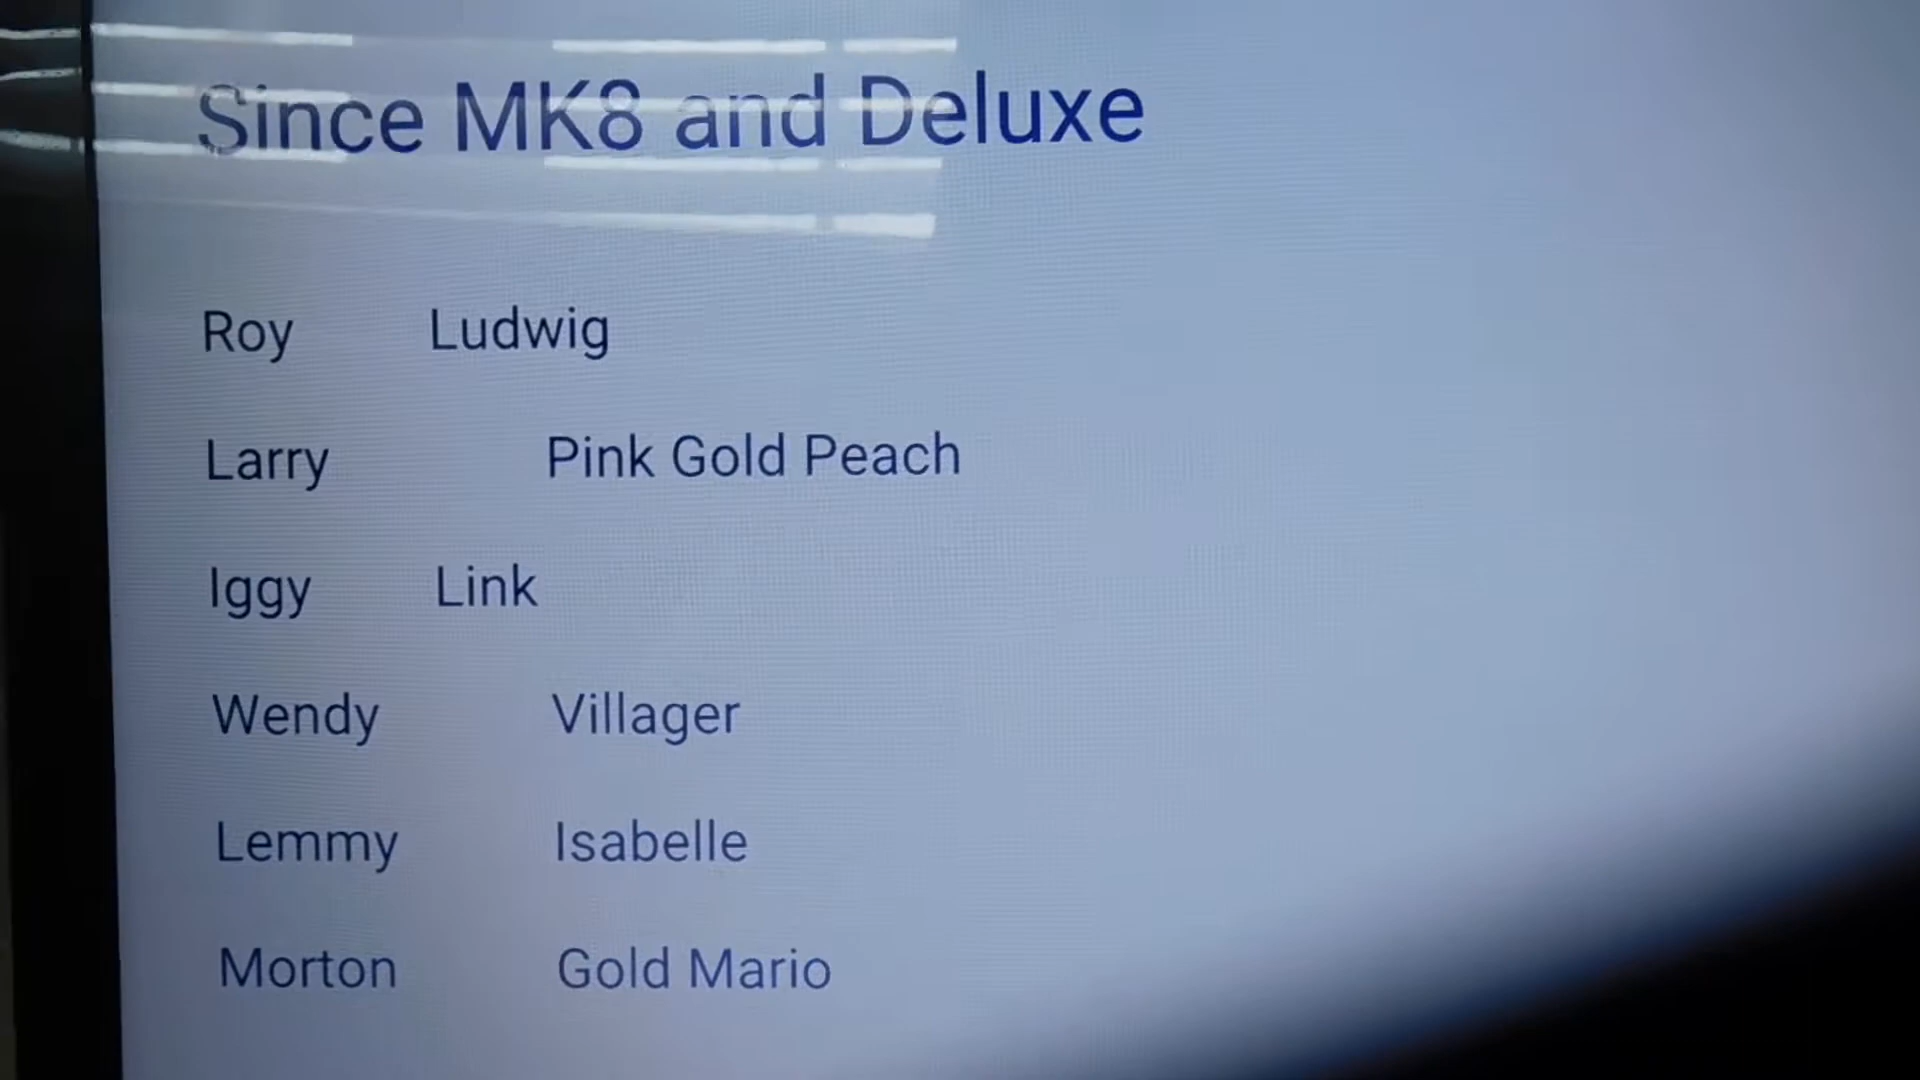 Since MK8 and Deluxe
Roy Ludwig
Larry Pink Gold Peach
Iggy Link
Wendy Villager
Lemmy Isabelle
Morton Gold Mario